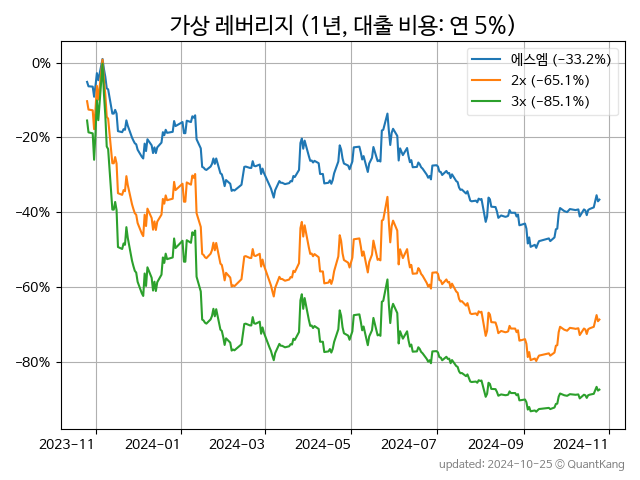 가상 레버리지 (1년, 대출 비용: 연 5%)
에스엠 (−33.2%)
2x (−65.1%)
3x (−85.1%)
0%
−20%
−40%
−60%
−80%
2023-11 2024-01 2024-03 2024-05 2024-07 2024-09 2024-11
updated: 2024-10-25 © QuantKang